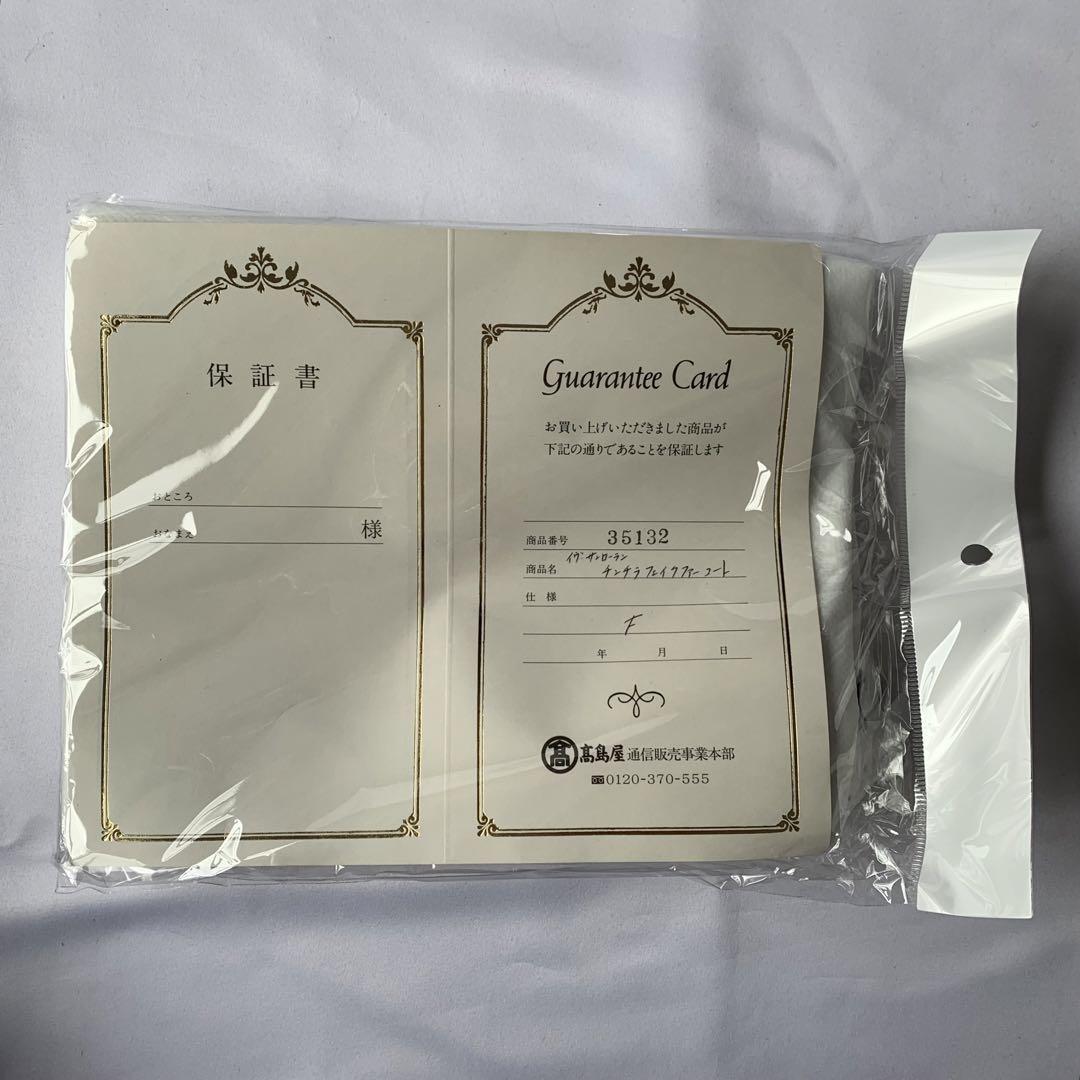 保証書
おところ
おなまえ 様
Guarantee Card
お買い上げいただきました商品が
下記の通りであることを保証します
商品番号 35132
イヴ·サンローラン
商品名 チンチラフェイクファーコート
仕様
F
年 月 日
髙 髙島屋 通信販売事業本部
0120-370-555